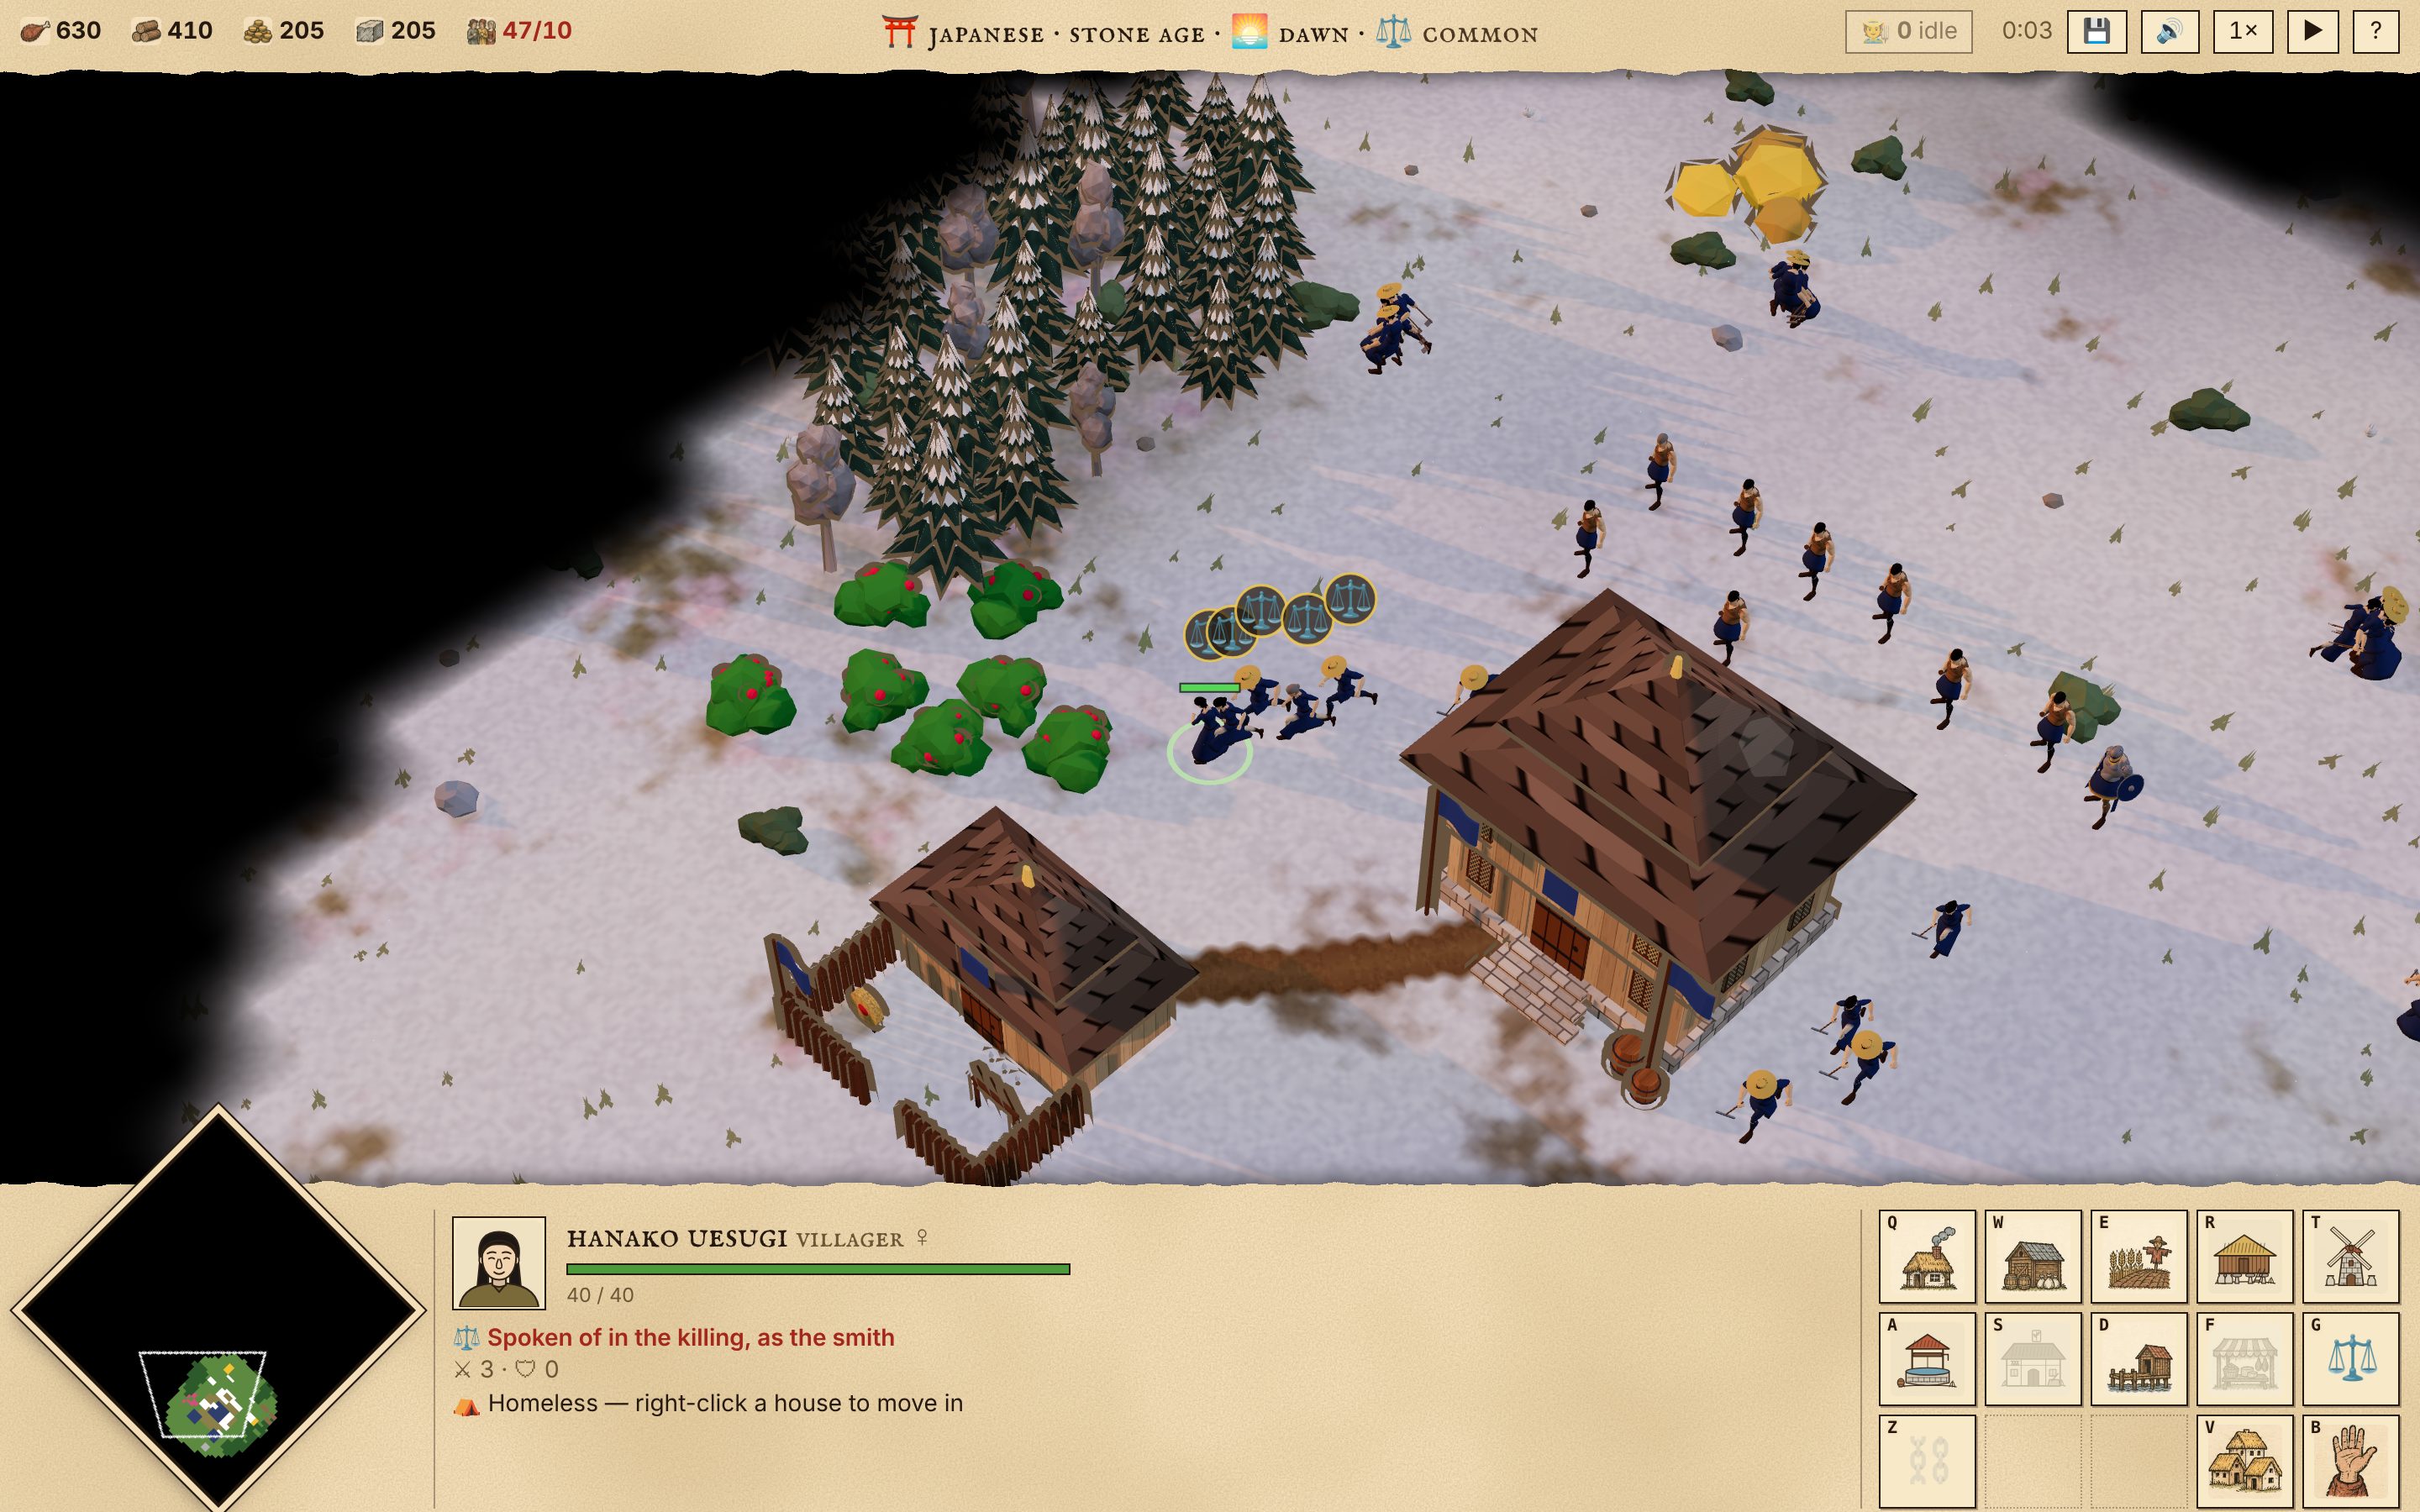 630 410 205 205 47/10
JAPANESE · STONE AGE · DAWN · COMMON
0 idle 0:03 1× ?
HANAKO UESUGI VILLAGER ♀
40 / 40
Spoken of in the killing, as the smith
3 · 0
Homeless — right-click a house to move in
Q W E R T
A S D F G
Z V B